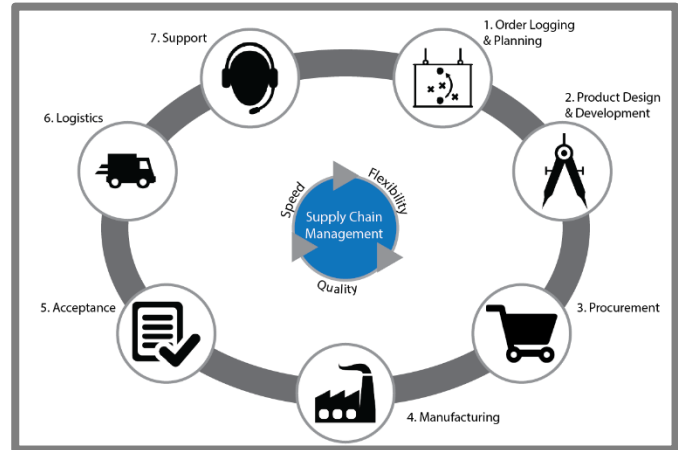 1. Order Logging
& Planning
2. Product Design
& Development
3. Procurement
4. Manufacturing
5. Acceptance
6. Logistics
7. Support
Speed
Flexibility
Quality
Supply Chain
Management